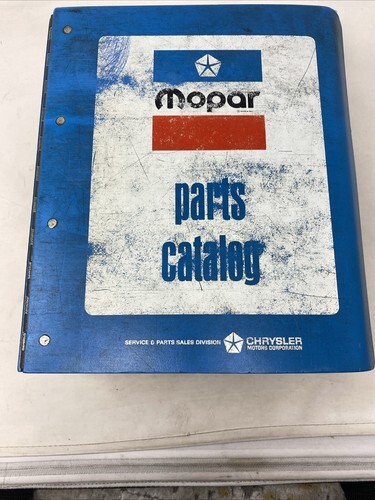 mopar
parts
catalog
SERVICE & PARTS SALES DIVISION
CHRYSLER
MOTORS CORPORATION